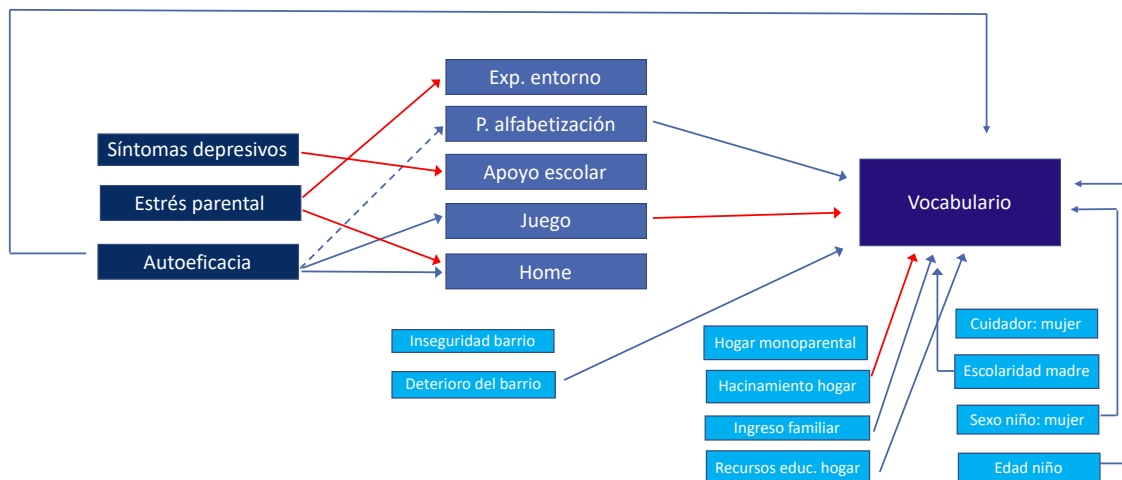 Exp. entorno
P. alfabetización
Síntomas depresivos
Apoyo escolar
Estrés parental
Juego
Vocabulario
Autoeficacia
Home
Inseguridad barrio
Deterioro del barrio
Hogar monoparental
Hacinamiento hogar
Ingreso familiar
Recursos educ. hogar
Cuidador: mujer
Escolaridad madre
Sexo niño: mujer
Edad niño